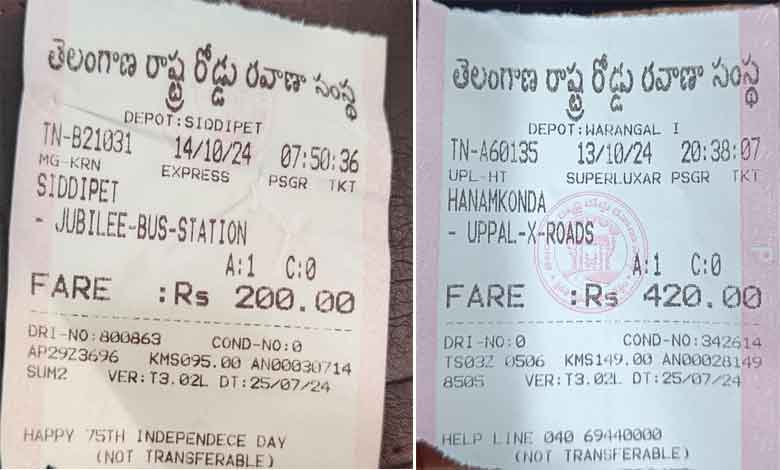 తెలంగాణ రాష్ట్ర రోడ్డు రవాణా సంస్థ
DEPOT:SIDDIPET
TN-B21031 14/10/24 07:50:36
MG-KRN EXPRESS PSGR TKT
SIDDIPET
- JUBILEE-BUS-STATION
A:1 C:0
FARE :Rs 200.00
DRI-NO:800863 COND-NO:0
AP29Z3696 KMS095.00 AN00030714
SUM2 VER:T3.02L DT:25/07/24
HAPPY 75TH INDEPENDECE DAY
(NOT TRANSFERABLE)
తెలంగాణ రాష్ట్ర రోడ్డు రవాణా సంస్థ
DEPOT:WARANGAL I
TN-A60135 13/10/24 20:38:07
UPL-HT SUPERLUXAR PSGR TKT
HANAMKONDA
- UPPAL-X-ROADS
A:1 C:0
FARE :Rs 420.00
DRI-NO:0 COND-NO:342614
TS03Z 0506 KMS149.00 AN00028149
8505 VER:T3.02L DT:25/07/24
HELP LINE 040 69440000
(NOT TRANSFERABLE)